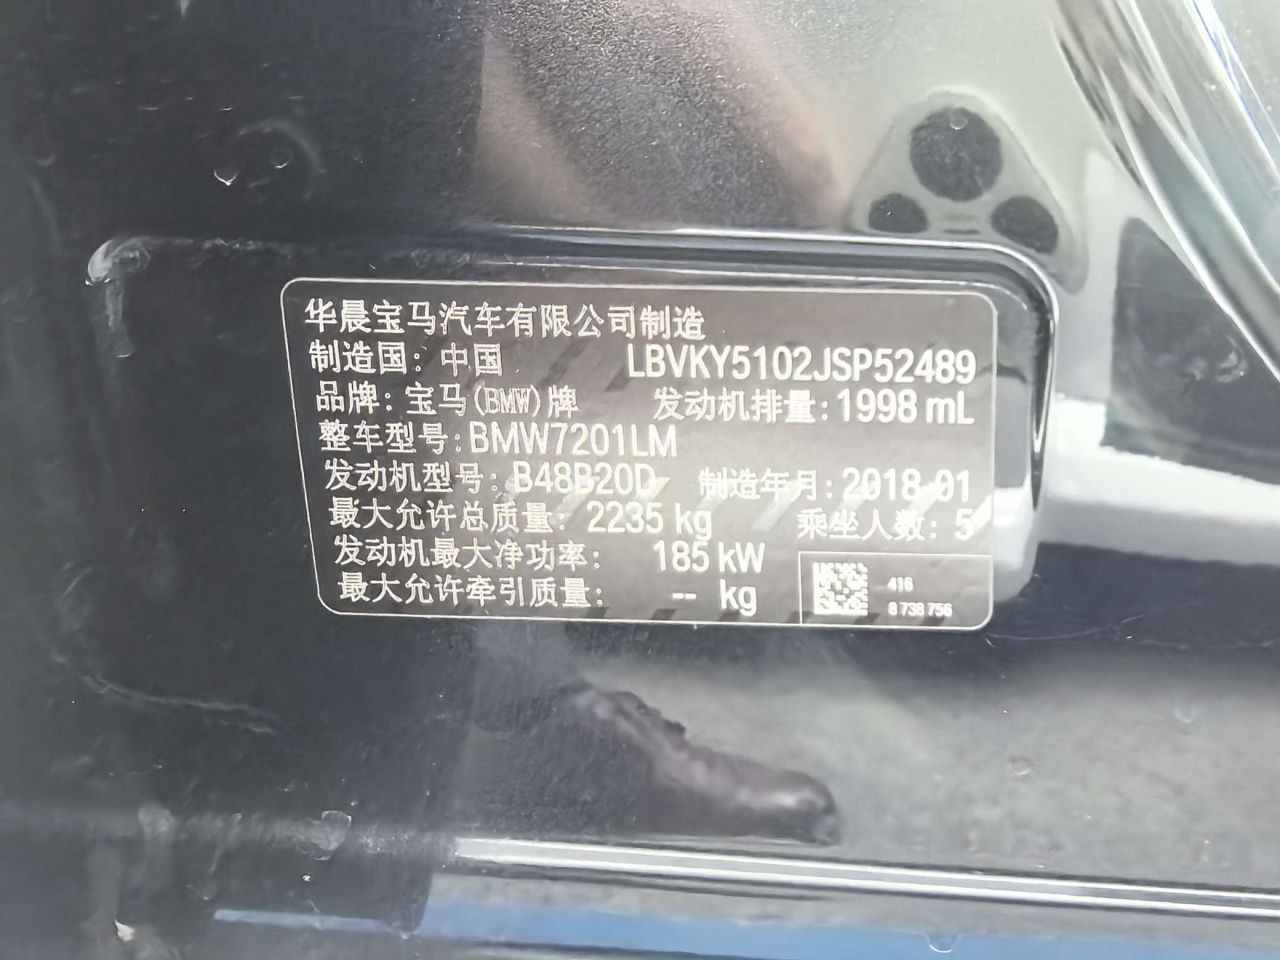 华晨宝马汽车有限公司制造
制造国：中国 LBVKY5102JSP52489
品牌：宝马(BMW)牌 发动机排量：1998 mL
整车型号：BMW7201LM
发动机型号：B48B20D 制造年月：2018-01
最大允许总质量：2235 kg 乘坐人数：5
发动机最大净功率：185 kW
最大允许牵引质量：-- kg
416
8 738 756